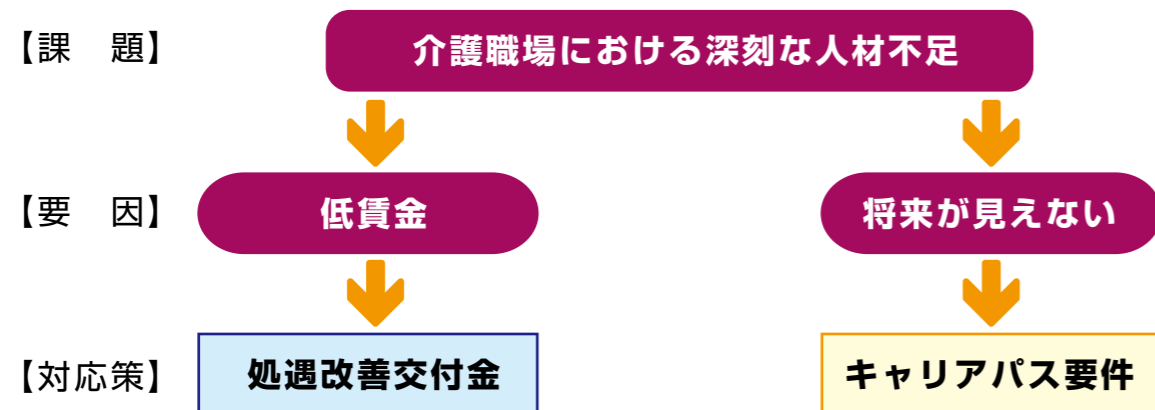 【課　題】
介護職場における深刻な人材不足
【要　因】
低賃金
将来が見えない
【対応策】
処遇改善交付金
キャリアパス要件